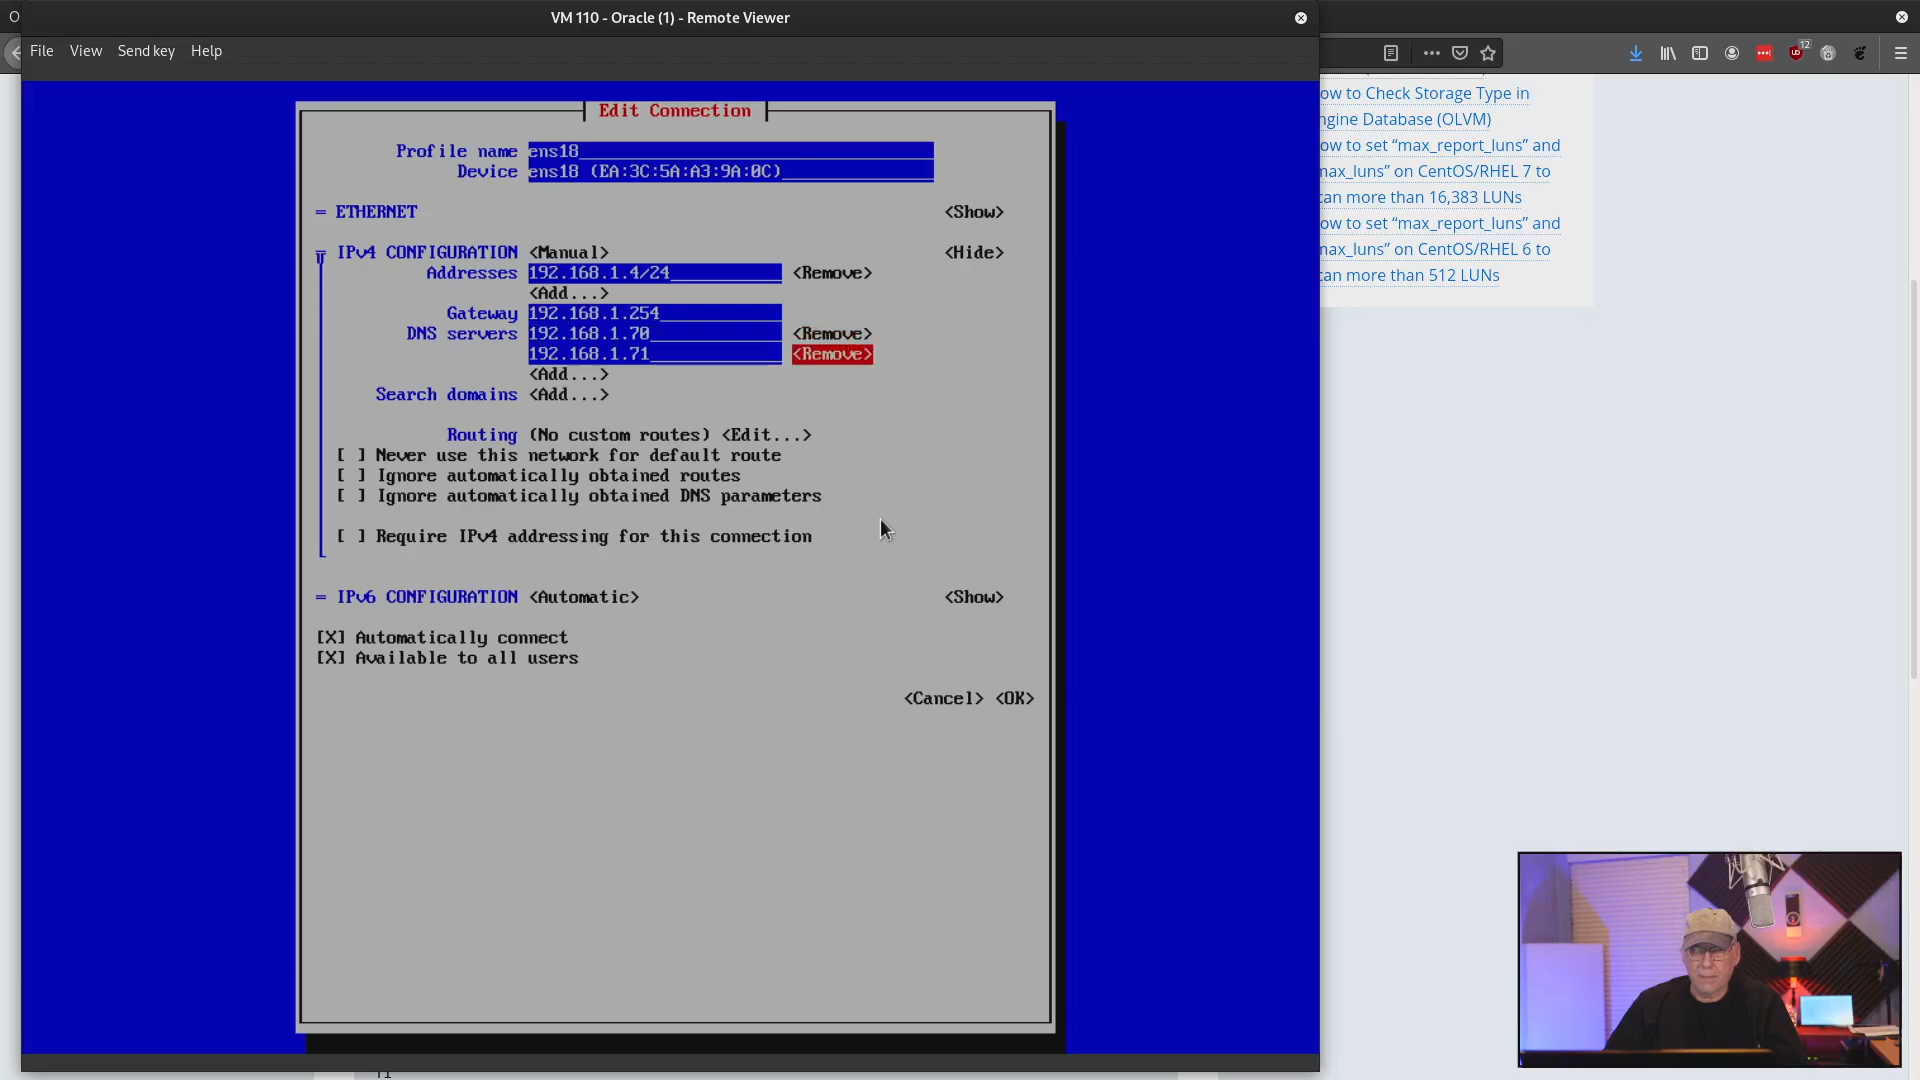 VM 110 - Oracle (1) - Remote Viewer
File View Send key Help
Edit Connection
Profile name ens18
Device ens18 (EA:3C:5A:A3:9A:0C)
= ETHERNET <Show>
IPv4 CONFIGURATION <Manual> <Hide>
Addresses 192.168.1.4/24 <Remove>
<Add...>
Gateway 192.168.1.254
DNS servers 192.168.1.70 <Remove>
192.168.1.71 <Remove>
<Add...>
Search domains <Add...>
Routing (No custom routes) <Edit...>
[ ] Never use this network for default route
[ ] Ignore automatically obtained routes
[ ] Ignore automatically obtained DNS parameters
[ ] Require IPv4 addressing for this connection
= IPv6 CONFIGURATION <Automatic> <Show>
[X] Automatically connect
[X] Available to all users
<Cancel> <OK>
12
ow to Check Storage Type in
ngine Database (OLVM)
ow to set “max_report_luns” and
max_luns” on CentOS/RHEL 7 to
can more than 16,383 LUNs
ow to set “max_report_luns” and
max_luns” on CentOS/RHEL 6 to
can more than 512 LUNs